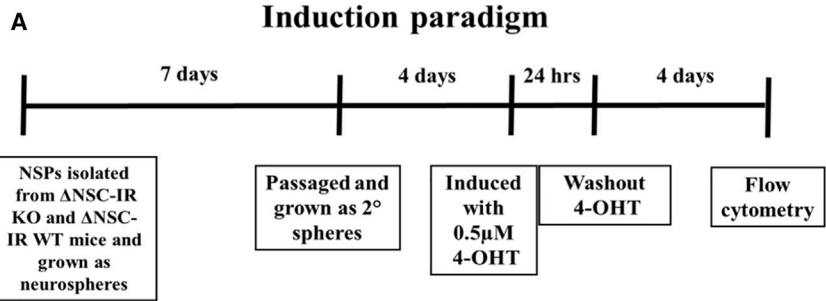 A
Induction paradigm
7 days
4 days
24 hrs
4 days
NSPs isolated
from ΔNSC-IR
KO and ΔNSC-
IR WT mice and
grown as
neurospheres
Passaged and
grown as 2°
spheres
Induced
with
0.5μM
4-OHT
Washout
4-OHT
Flow
cytometry